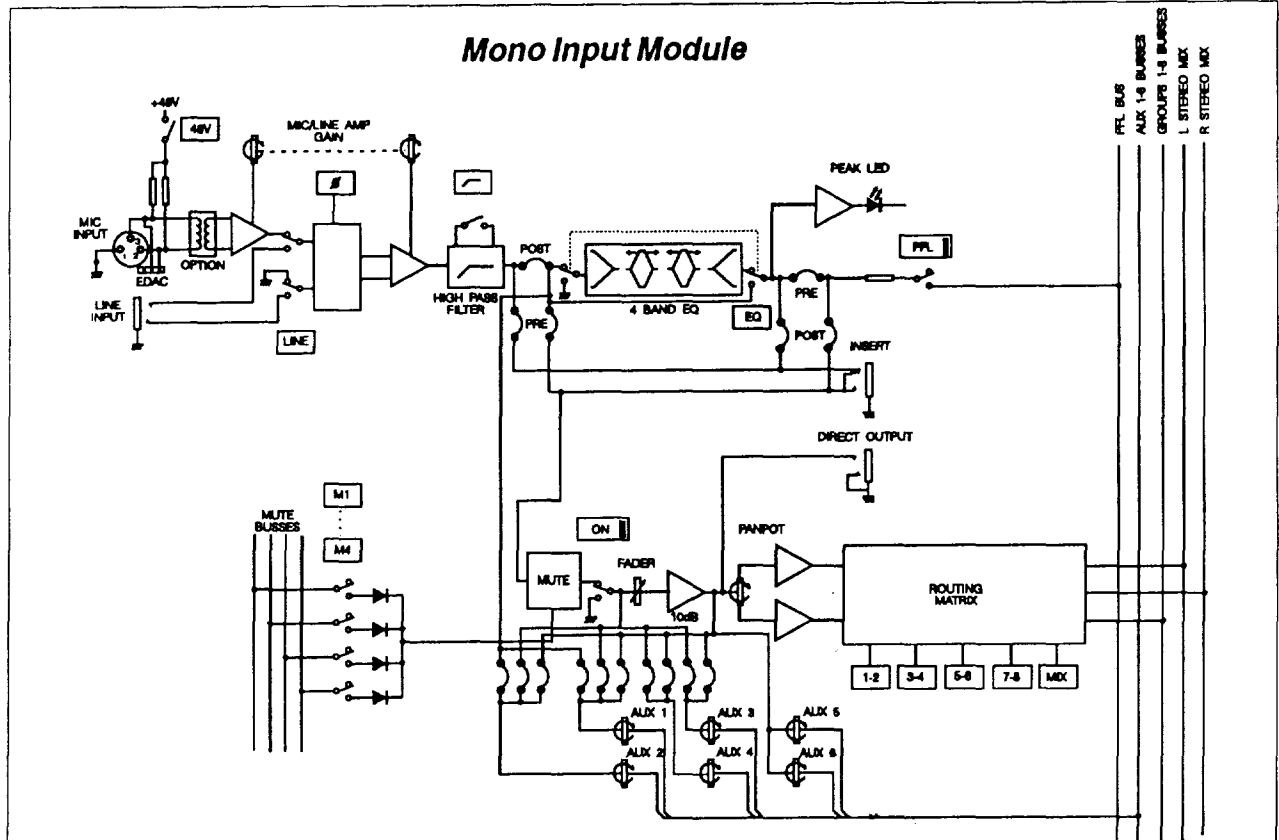 Mono Input Module
PFL BUS
AUX 1-6 BUSSES
GROUPS 1-8 BUSSES
L STEREO MIX
R STEREO MIX
+48V
48V
MIC/LINE AMP
GAIN
ø
PEAK LED
MIC
INPUT
1 2 3
OPTION
EDAC
LINE
INPUT
LINE
HIGH PASS
FILTER
POST
PRE
4 BAND EQ
EQ
PFL
PRE
POST
INSERT
DIRECT OUTPUT
MUTE
BUSSES
M1
M4
ON
FADER
MUTE
10dB
PANPOT
ROUTING
MATRIX
1-2
3-4
5-6
7-8
MIX
AUX 1
AUX 3
AUX 5
AUX 2
AUX 4
AUX 6